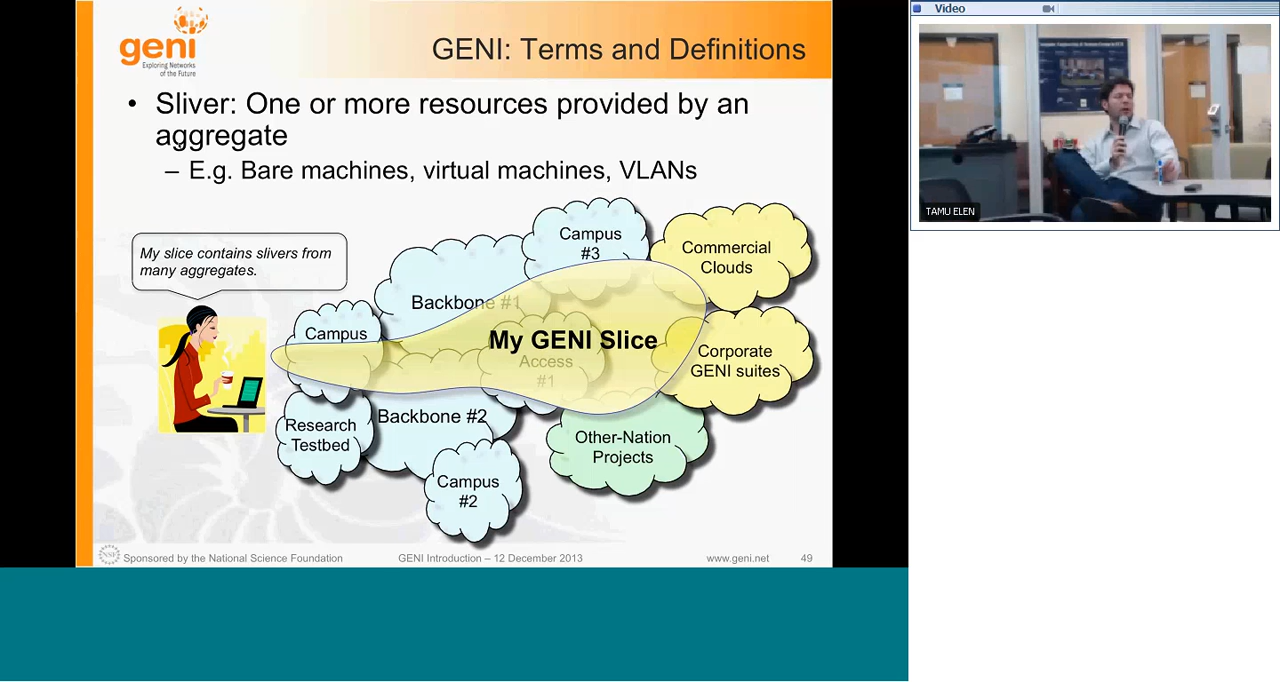 geni
Exploring Networks
of the Future
GENI: Terms and Definitions
• Sliver: One or more resources provided by an
aggregate
– E.g. Bare machines, virtual machines, VLANs
My slice contains slivers from
many aggregates.
Campus
#3
Commercial
Clouds
Backbone #1
Campus
My GENI Slice
Access
#1
Corporate
GENI suites
Backbone #2
Research
Testbed
Other-Nation
Projects
Campus
#2
NSF
Sponsored by the National Science Foundation
GENI Introduction – 12 December 2013
www.geni.net
49
Video
TAMU ELEN